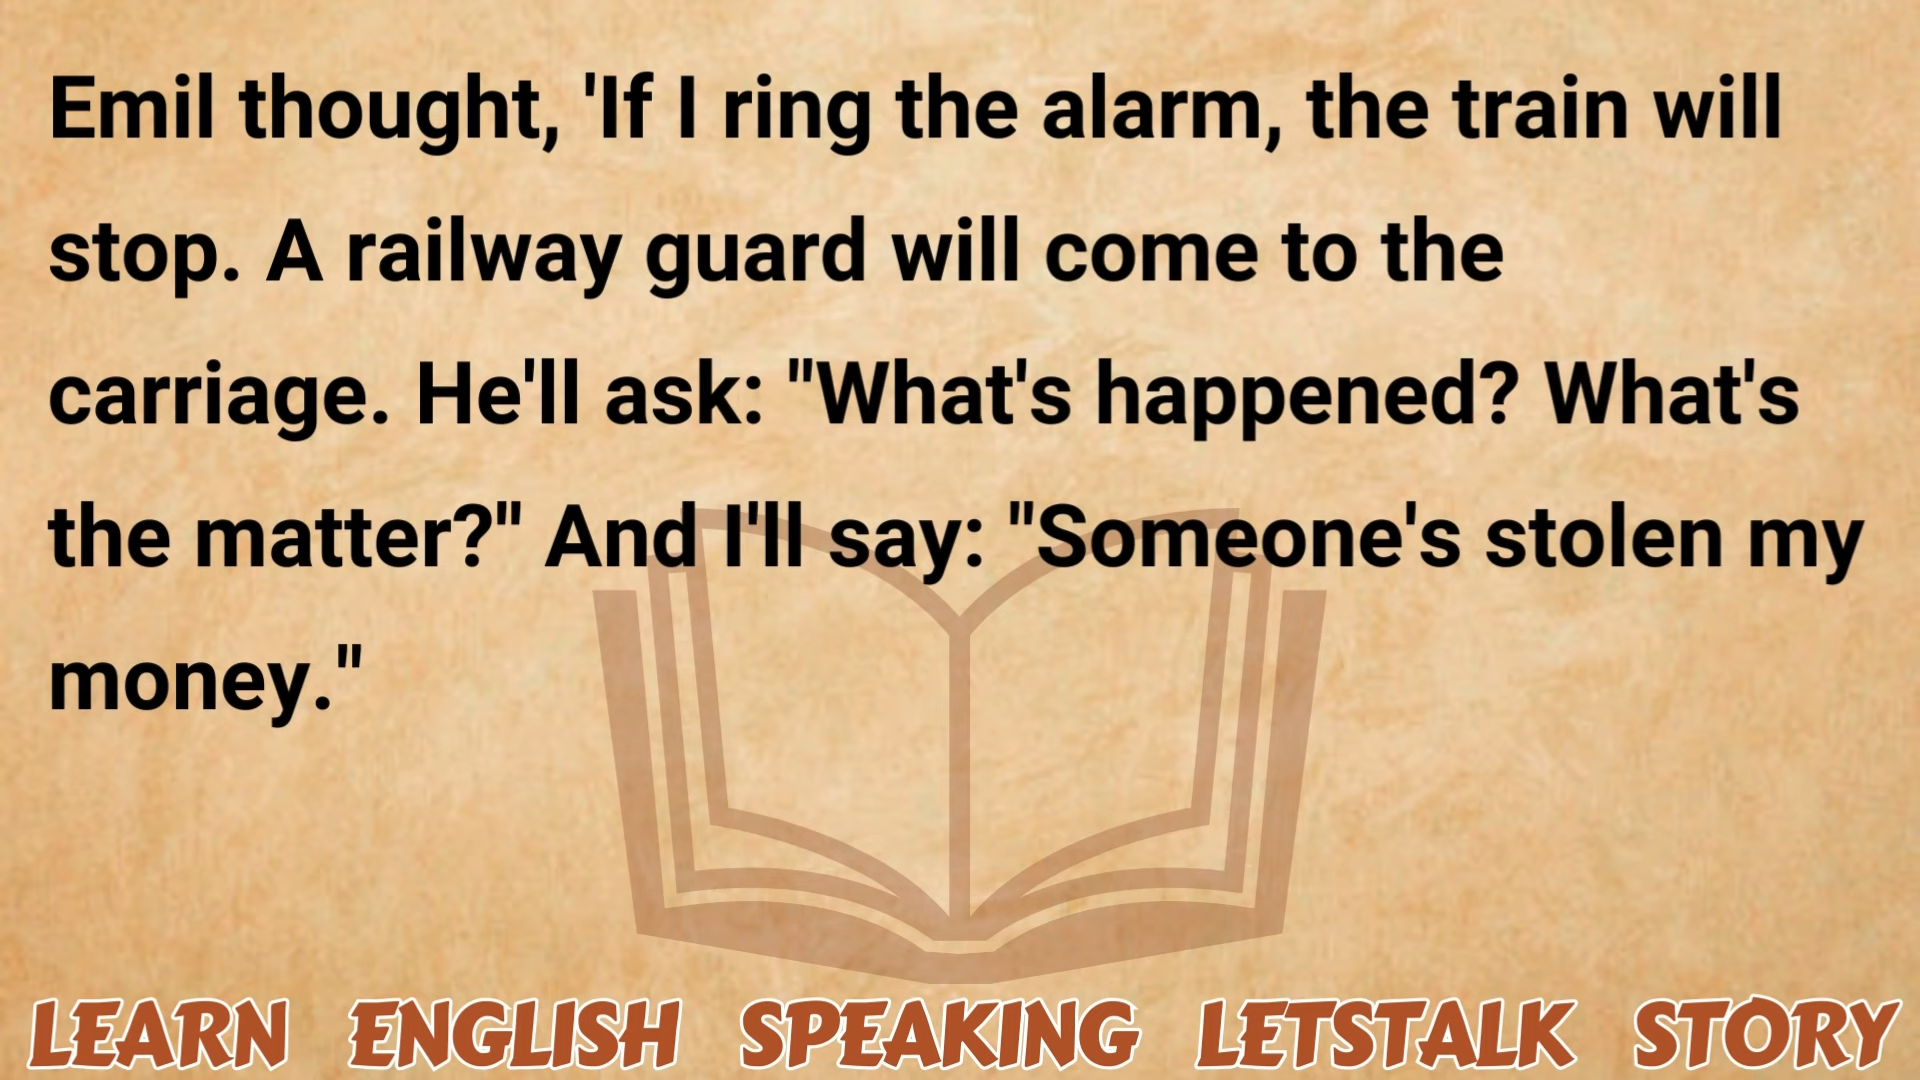 Emil thought, 'If I ring the alarm, the train will
stop. A railway guard will come to the
carriage. He'll ask: "What's happened? What's
the matter?" And I'll say: "Someone's stolen my
money."
LEARN ENGLISH SPEAKING LETSTALK STORY